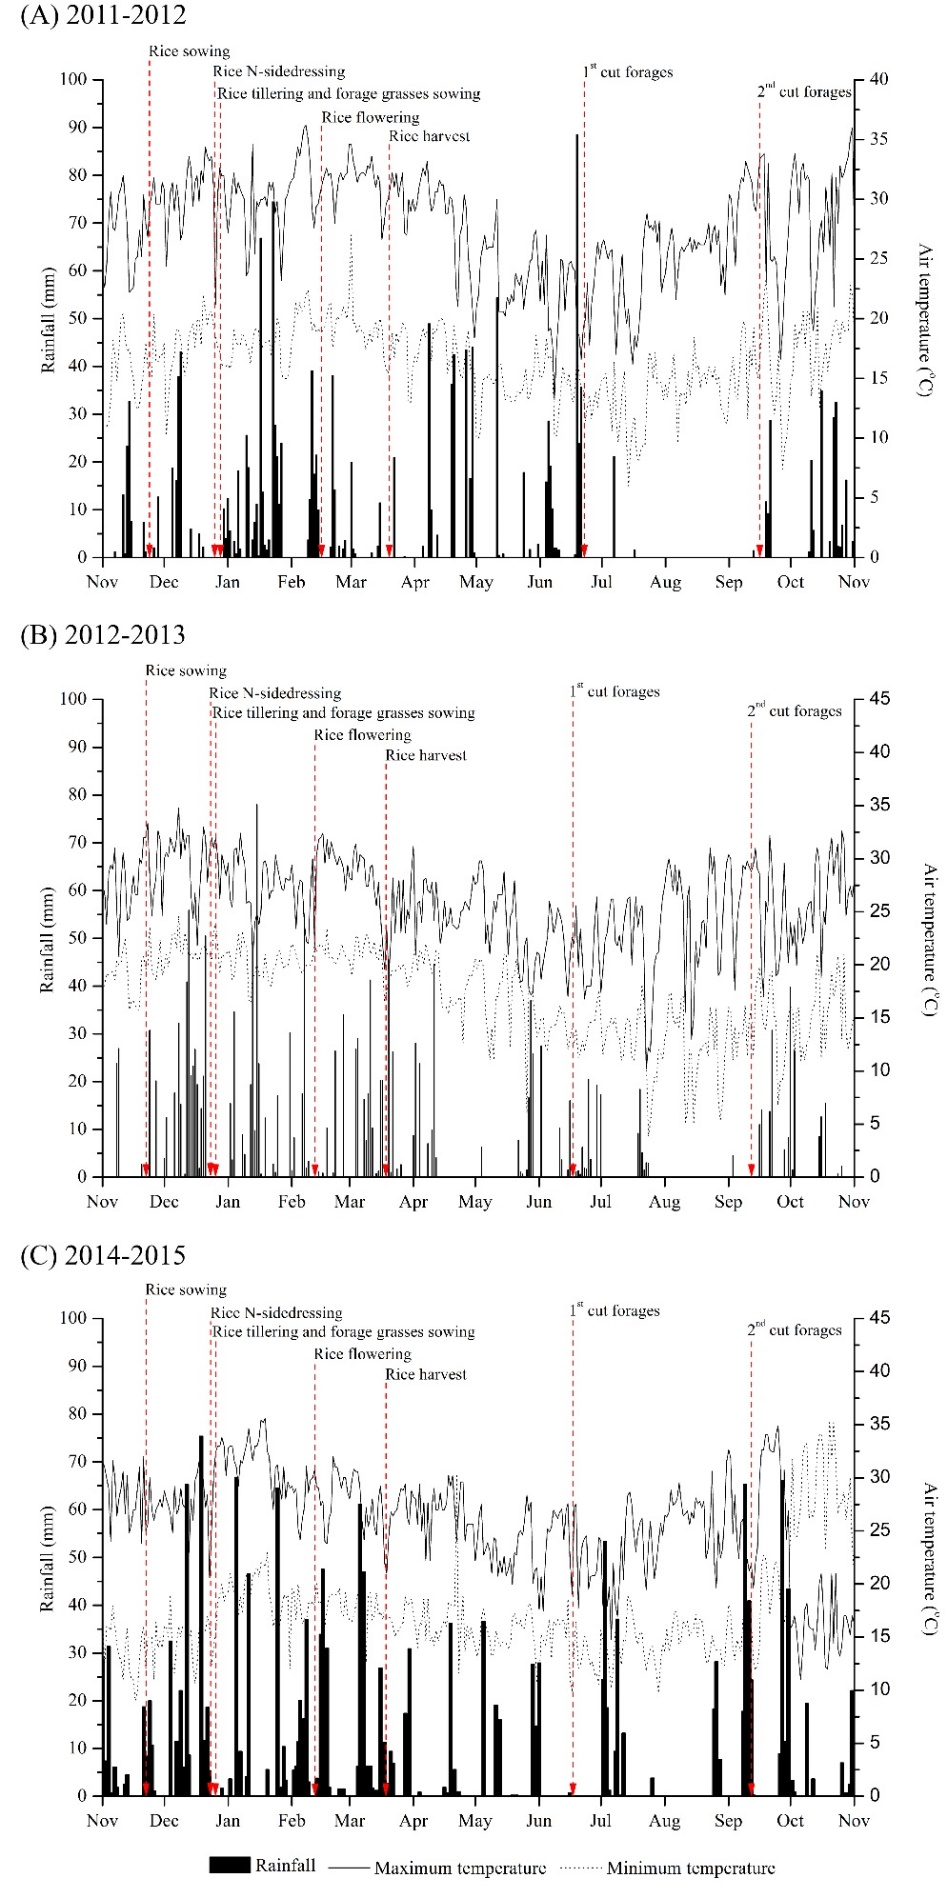 (A) 2011-2012
Rice sowing
Rice N-sidedressing
1st cut forages
Rice tillering and forage grasses sowing
2nd cut forages
Rice flowering
Rice harvest
100
90
80
70
60
50
40
30
20
10
0
Rainfall (mm)
40
35
30
25
20
15
10
5
0
Air temperature (°C)
Nov Dec Jan Feb Mar Apr May Jun Jul Aug Sep Oct Nov
(B) 2012-2013
Rice sowing
Rice N-sidedressing
1st cut forages
Rice tillering and forage grasses sowing
2nd cut forages
Rice flowering
Rice harvest
100
90
80
70
60
50
40
30
20
10
0
Rainfall (mm)
45
40
35
30
25
20
15
10
5
0
Air temperature (°C)
Nov Dec Jan Feb Mar Apr May Jun Jul Aug Sep Oct Nov
(C) 2014-2015
Rice sowing
Rice N-sidedressing
1st cut forages
Rice tillering and forage grasses sowing
2nd cut forages
Rice flowering
Rice harvest
100
90
80
70
60
50
40
30
20
10
0
Rainfall (mm)
45
40
35
30
25
20
15
10
5
0
Air temperature (°C)
Nov Dec Jan Feb Mar Apr May Jun Jul Aug Sep Oct Nov
Rainfall Maximum temperature Minimum temperature